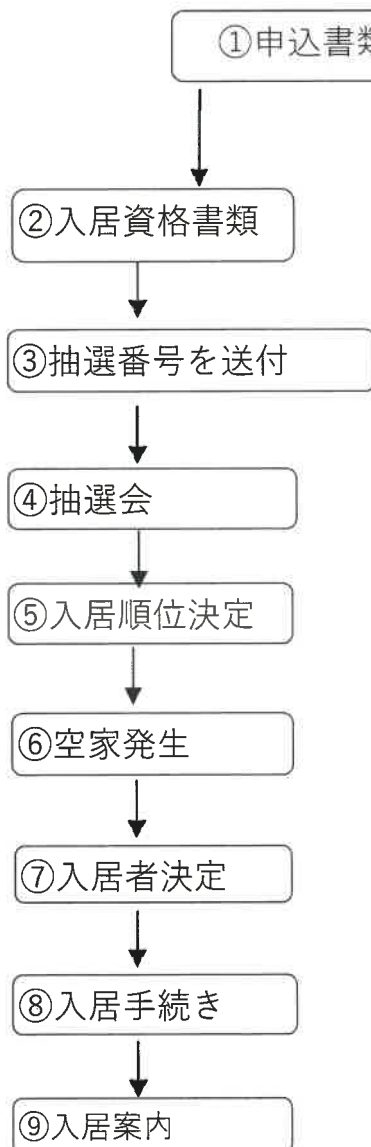 ①申込書類
②入居資格書類
③抽選番号を送付
④抽選会
⑤入居順位決定
⑥空家発生
⑦入居者決定
⑧入居手続き
⑨入居案内